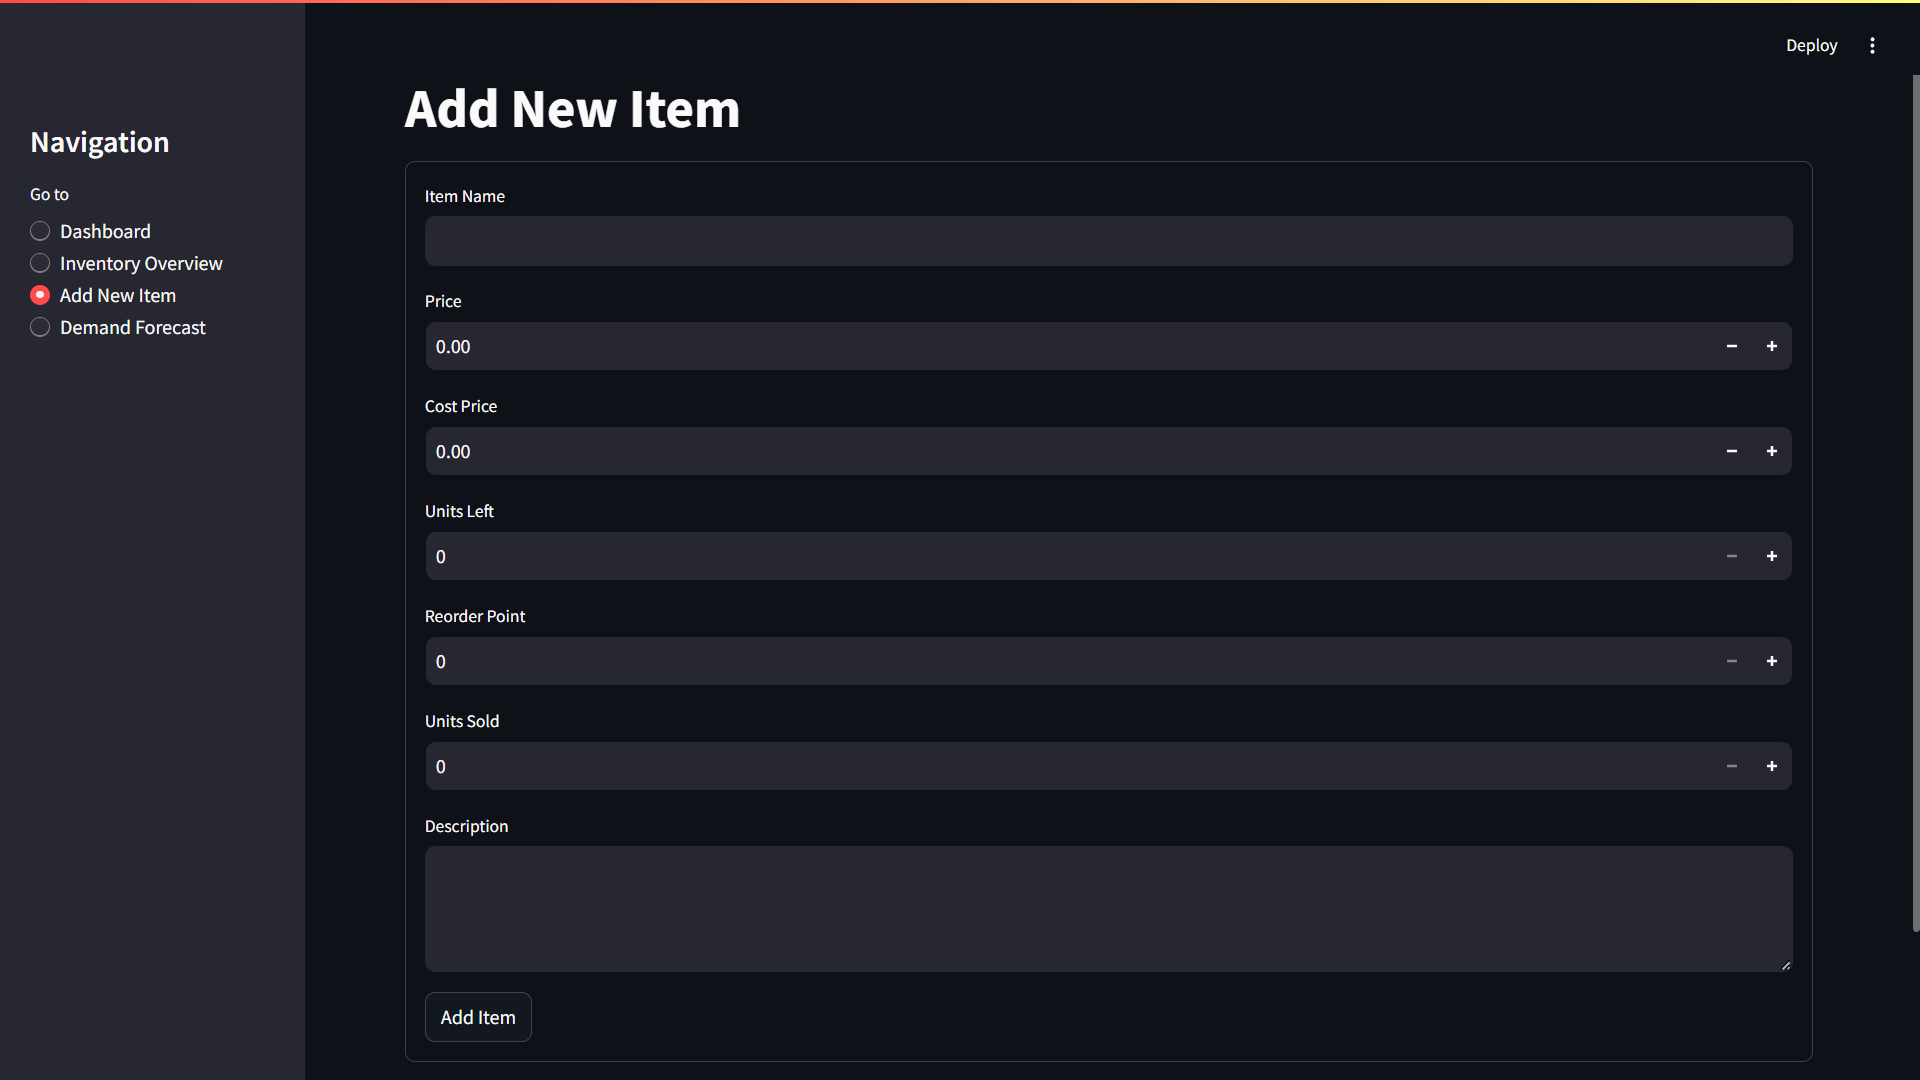 Deploy
Navigation
Go to
Dashboard
Inventory Overview
Add New Item
Demand Forecast
Add New Item
Item Name
Price
0.00
Cost Price
0.00
Units Left
0
Reorder Point
0
Units Sold
0
Description
Add Item